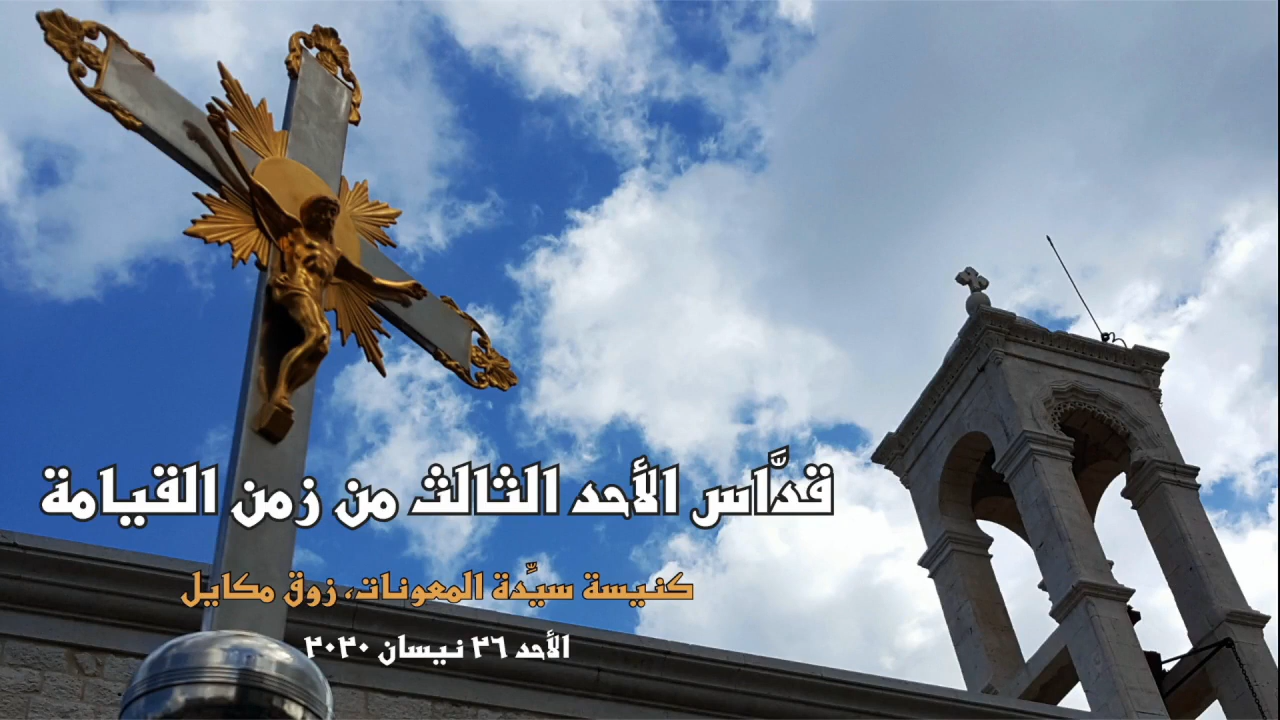 قدَّاس الأحد الثالث من زمن القيامة
كنيسة سيِّدة المعونات، زوق مكايل
الأحد ٢٦ نيسان ٢٠٢٠